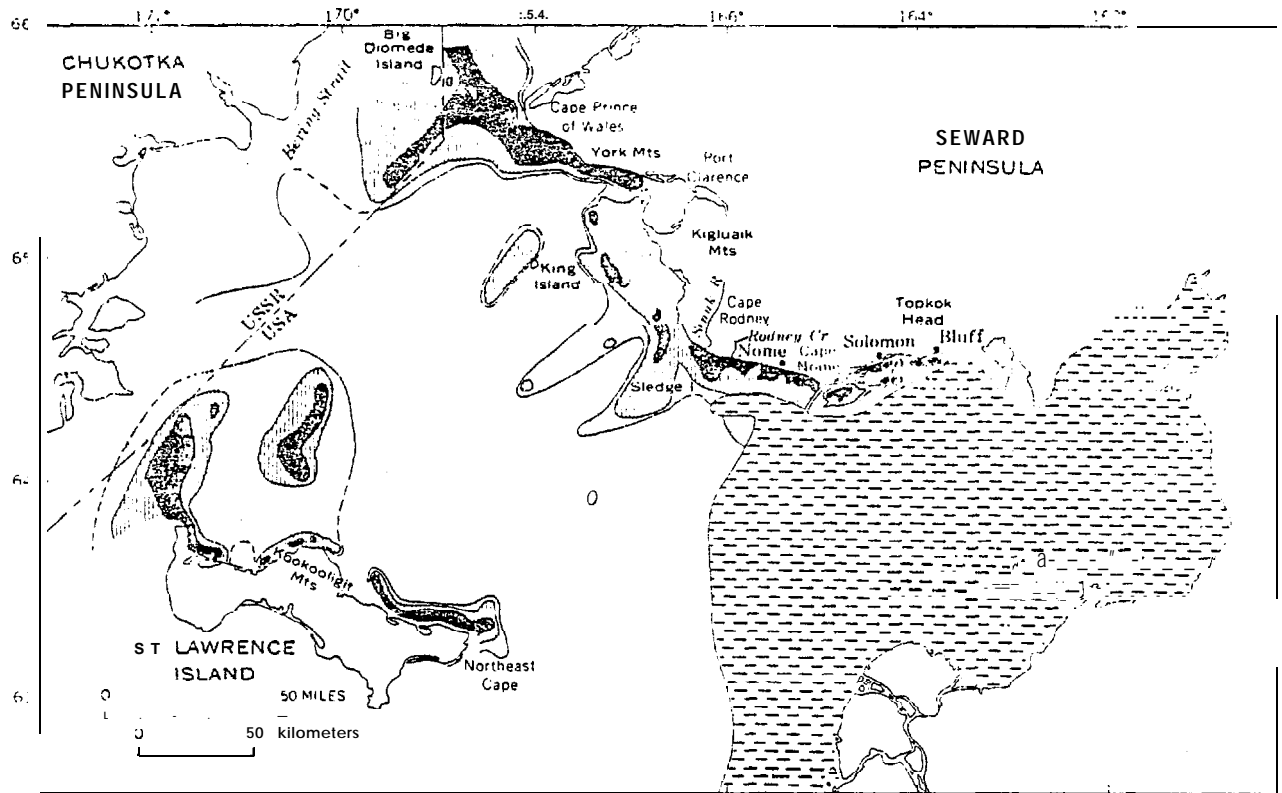 170°
166°
164°
CHUKOTKA
PENINSULA
Big
Diomede
Island
Bering Strait
Cape Prince
of Wales
York Mts
Port
Clarence
SEWARD
PENINSULA
Kigluaik
Mts
King
Island
USSR
USA
Cape
Rodney
Rodney Cr
Nome
Cape
Nome
Topkok
Head
Solomon
Bluff
Sledge
Kookooligit
Mts
ST LAWRENCE
ISLAND
Northeast
Cape
50 MILES
50 kilometers